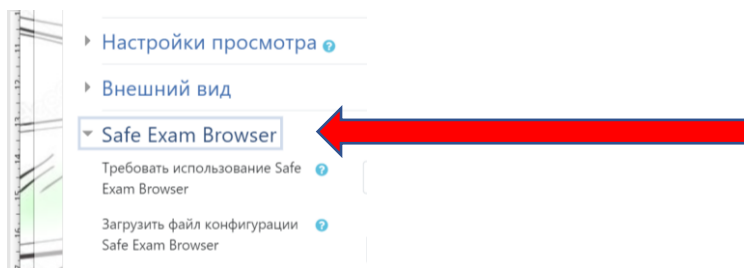 Настройки просмотра
Внешний вид
Safe Exam Browser
Требовать использование Safe
Exam Browser
Загрузить файл конфигурации
Safe Exam Browser